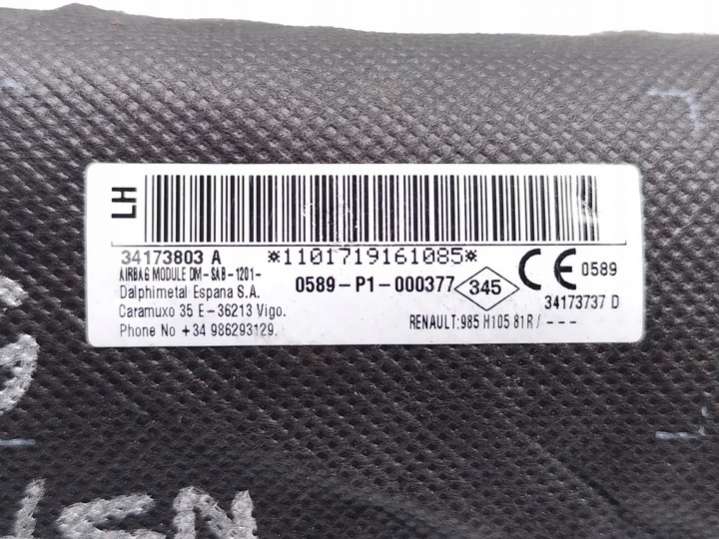 LH
34173803 A *1101719161085*
AIRBAG MODULE DM-SAB-1201-
Dalphimetal Espana S.A. 0589-P1-000377 345 CE 0589
Caramuxo 35 E-36213 Vigo. 34173737 D
Phone No +34 986293129. RENAULT:985 H105 81R/ ---